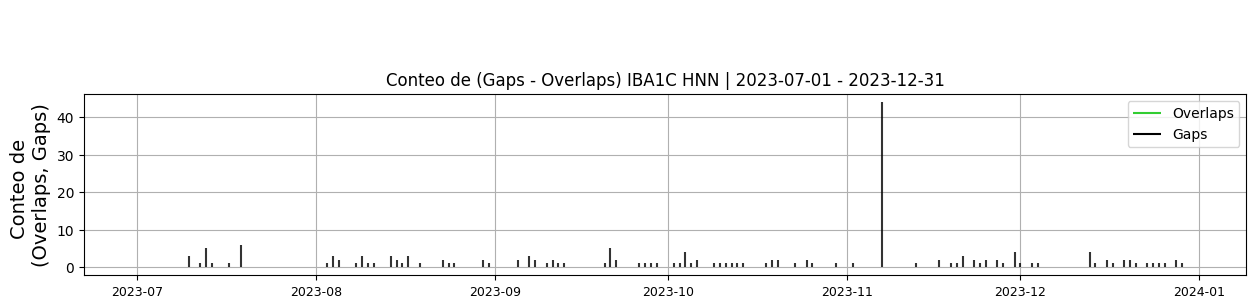 Conteo de (Gaps - Overlaps) IBA1C HNN | 2023-07-01 - 2023-12-31
Conteo de
(Overlaps, Gaps)
40
30
20
10
0
Overlaps
Gaps
2023-07
2023-08
2023-09
2023-10
2023-11
2023-12
2024-01